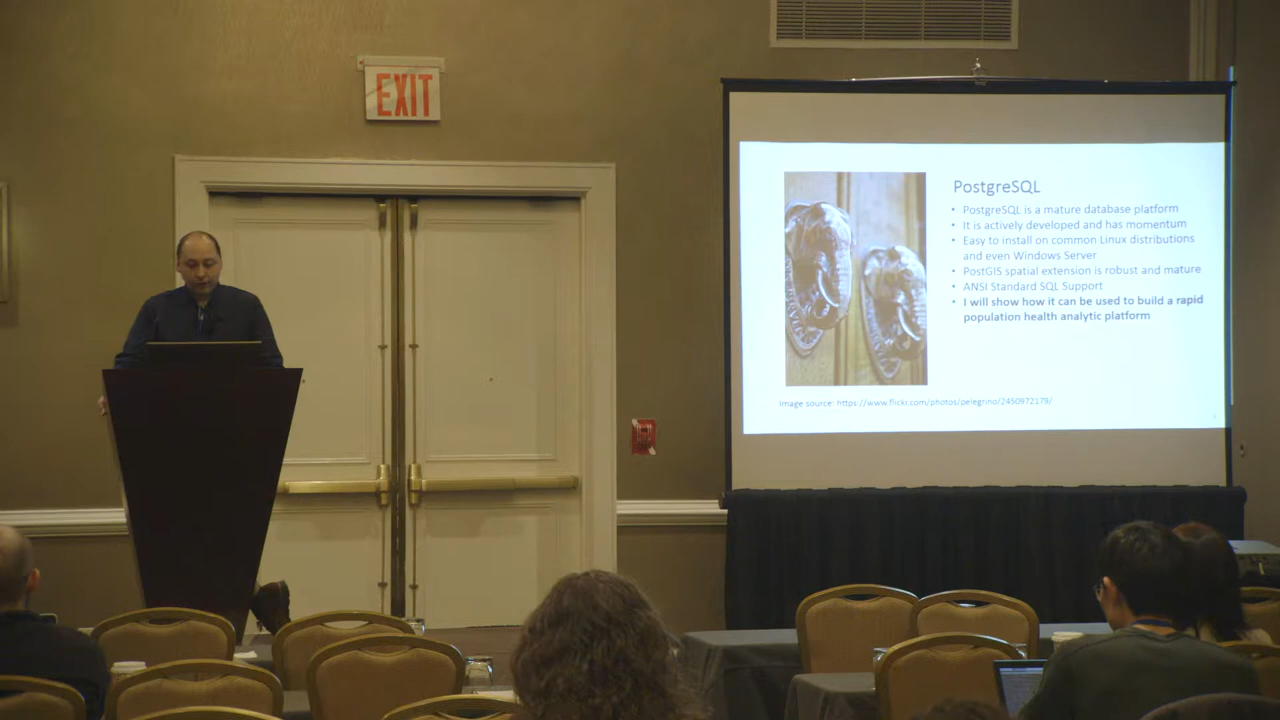 EXIT
PostgreSQL
• PostgreSQL is a mature database platform
• It is actively developed and has momentum
• Easy to install on common Linux distributions
and even Windows Server
• PostGIS spatial extension is robust and mature
• ANSI Standard SQL Support
• I will show how it can be used to build a rapid
population health analytic platform
Image source: https://www.flickr.com/photos/pelegrino/2450972179/